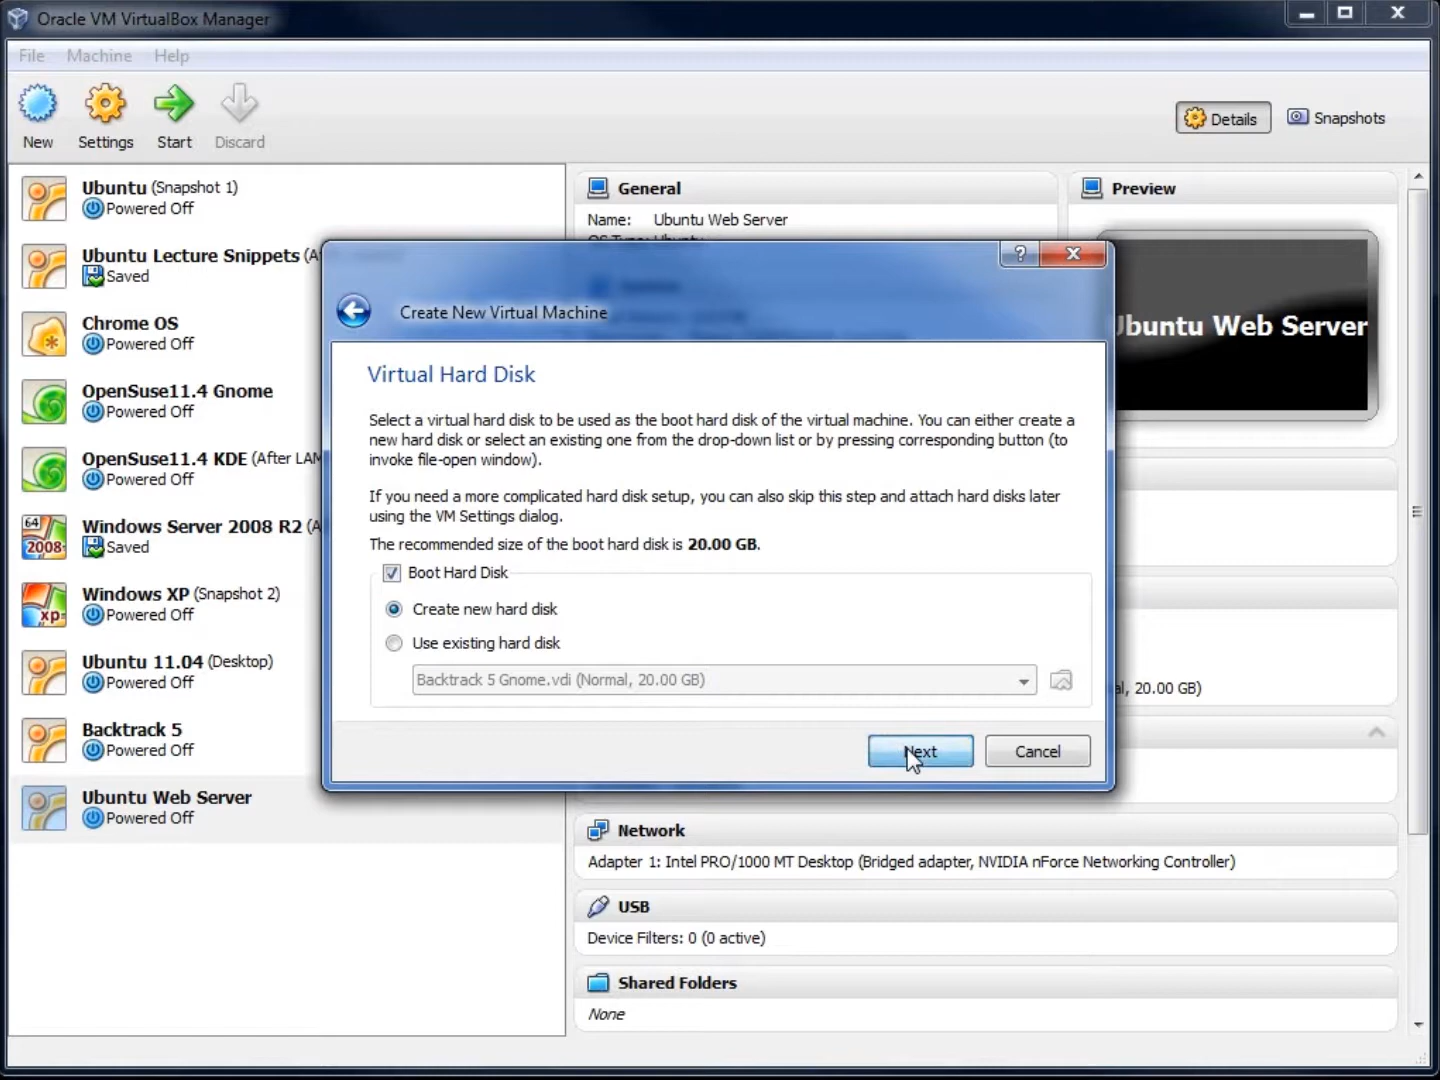 Oracle VM VirtualBox Manager
File Machine Help
New Settings Start Discard
Details Snapshots
Ubuntu (Snapshot 1)
Powered Off
Ubuntu Lecture Snippets (A
Saved
Chrome OS
Powered Off
OpenSuse11.4 Gnome
Powered Off
OpenSuse11.4 KDE (After LAM
Powered Off
64
2008
Windows Server 2008 R2 (A
Saved
xp
Windows XP (Snapshot 2)
Powered Off
Ubuntu 11.04 (Desktop)
Powered Off
Backtrack 5
Powered Off
Ubuntu Web Server
Powered Off
General
Name: Ubuntu Web Server
OS Type: Ubuntu
Preview
Ubuntu Web Server
?
Create New Virtual Machine
Virtual Hard Disk
Select a virtual hard disk to be used as the boot hard disk of the virtual machine. You can either create a
new hard disk or select an existing one from the drop-down list or by pressing corresponding button (to
invoke file-open window).
If you need a more complicated hard disk setup, you can also skip this step and attach hard disks later
using the VM Settings dialog.
The recommended size of the boot hard disk is 20.00 GB.
Boot Hard Disk
Create new hard disk
Use existing hard disk
Backtrack 5 Gnome.vdi (Normal, 20.00 GB)
Next Cancel
al, 20.00 GB)
Network
Adapter 1: Intel PRO/1000 MT Desktop (Bridged adapter, NVIDIA nForce Networking Controller)
USB
Device Filters: 0 (0 active)
Shared Folders
None